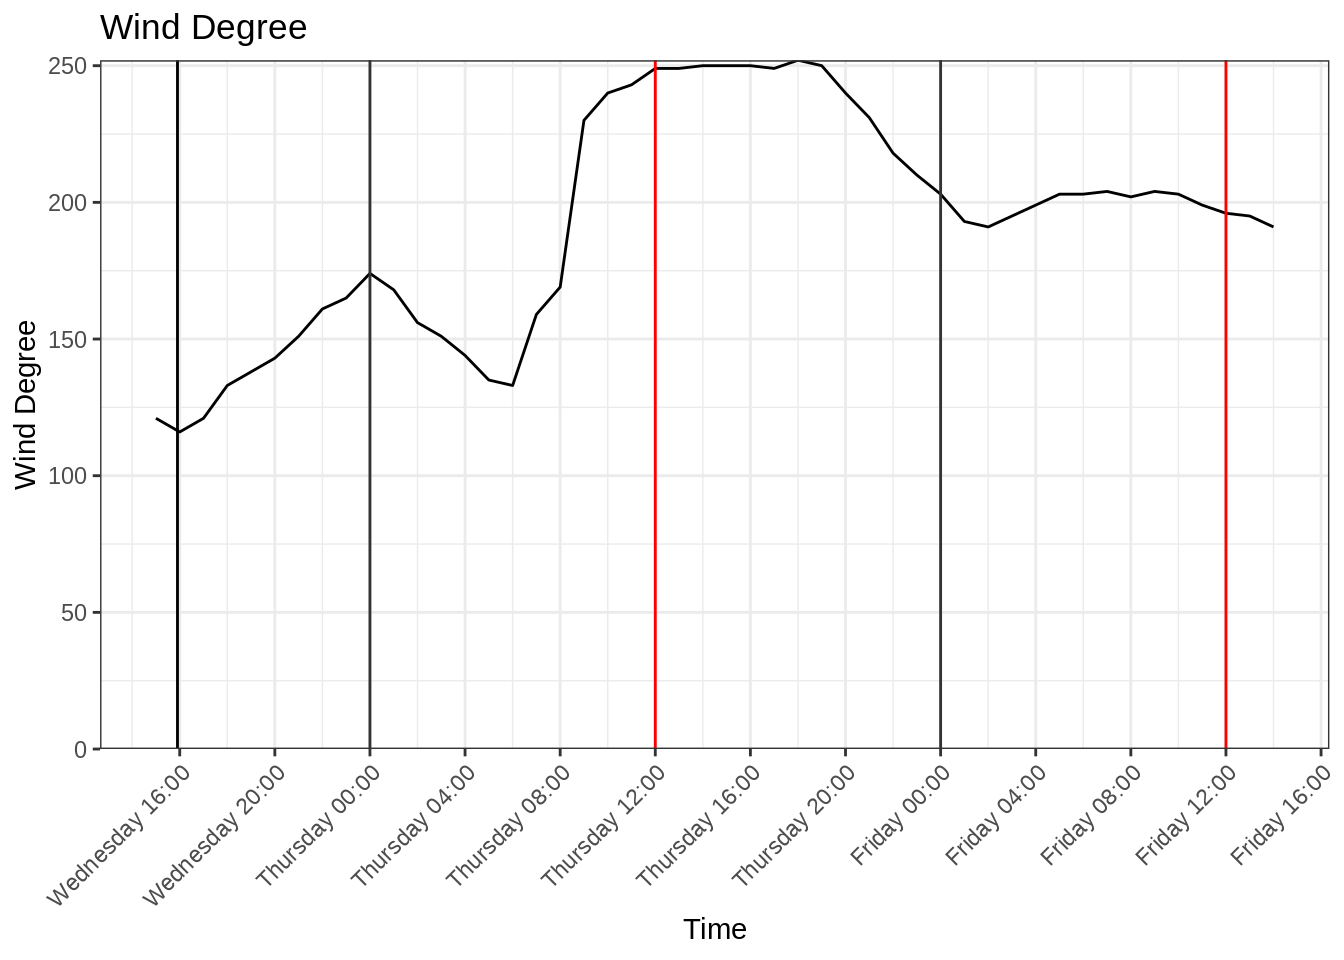 Wind Degree
Wind Degree
250
200
150
100
50
0
Wednesday 16:00
Wednesday 20:00
Thursday 00:00
Thursday 04:00
Thursday 08:00
Thursday 12:00
Thursday 16:00
Thursday 20:00
Friday 00:00
Friday 04:00
Friday 08:00
Friday 12:00
Friday 16:00
Time